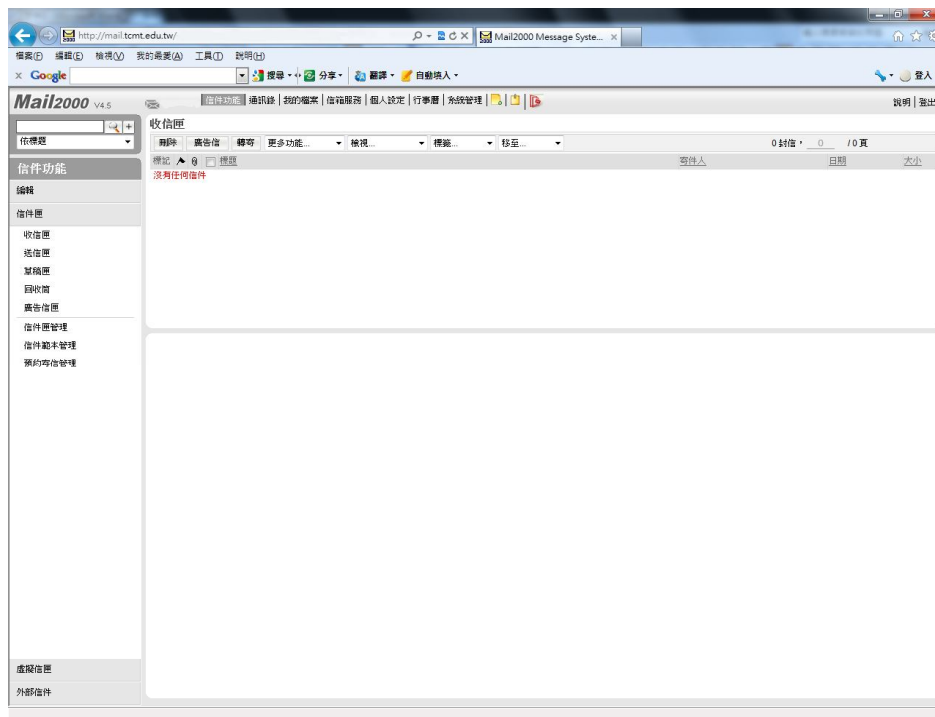 http://mail.tcmt.edu.tw/
Mail2000 Message Syste...
檔案(F) 編輯(E) 檢視(V) 我的最愛(A) 工具(T) 說明(H)
x Google 搜尋 分享 翻譯 自動填入 登入
Mail2000 V4.5
信件功能 | 通訊錄 | 我的檔案 | 信箱服務 | 個人設定 | 行事曆 | 系統管理
說明 | 登出
依標題
收信匣
刪除 廣告信 轉寄 更多功能... 檢視... 標籤... 移至... 0 封信, 0 / 0 頁
標記 標題 寄件人 日期 大小
沒有任何信件
信件功能
編輯
信件匣
收信匣
送信匣
草稿匣
回收筒
廣告信匣
信件匣管理
信件範本管理
預約寄信管理
虛擬信匣
外部信件